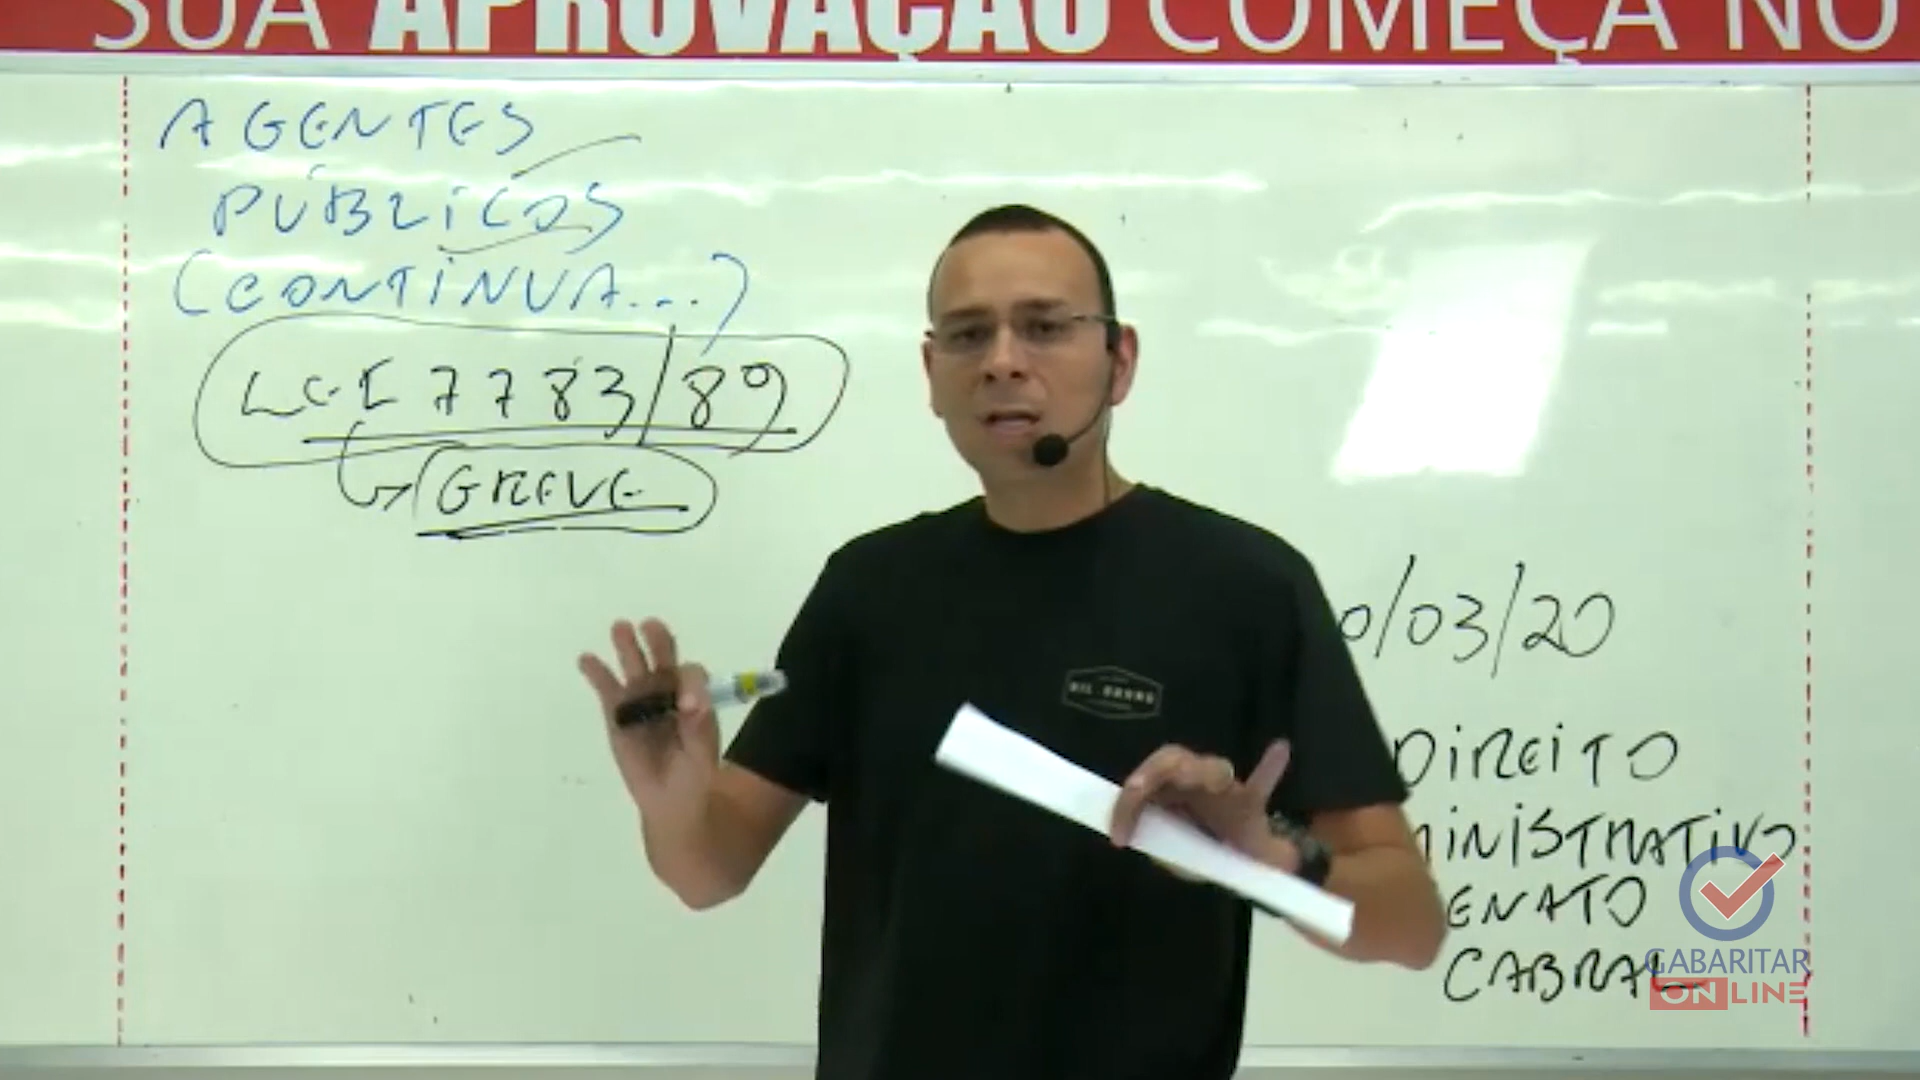 SUA APROVAÇÃO COMEÇA NO
AGENTES
PÚBLICOS
(CONTINUA...)
LEI 7783/89
GREVE
0/03/20
DIREITO
MINISTRATIVO
ENATO
CABRAL
GABARITAR
ONLINE